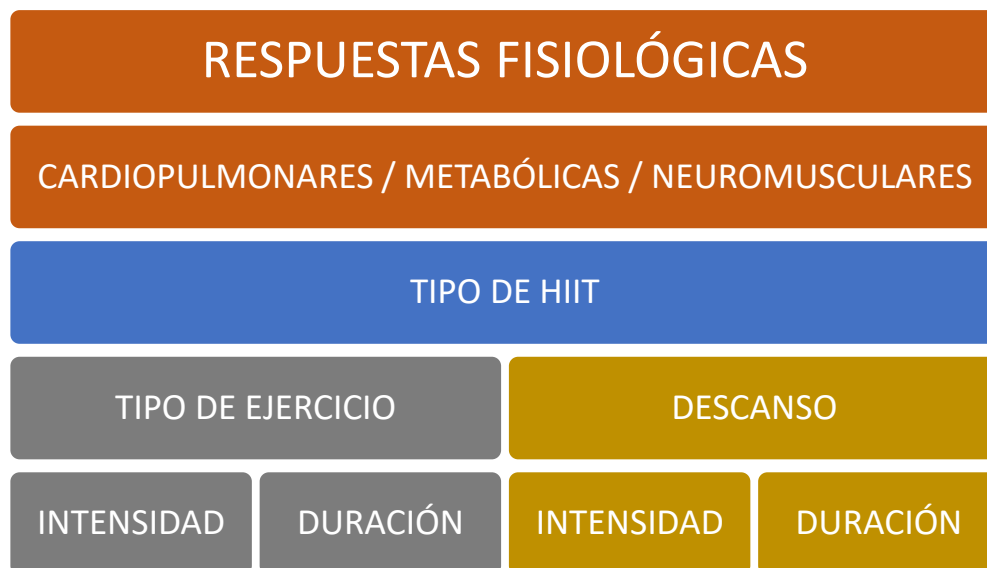 RESPUESTAS FISIOLÓGICAS
CARDIOPULMONARES / METABÓLICAS / NEUROMUSCULARES
TIPO DE HIIT
TIPO DE EJERCICIO
DESCANSO
INTENSIDAD
DURACIÓN
INTENSIDAD
DURACIÓN